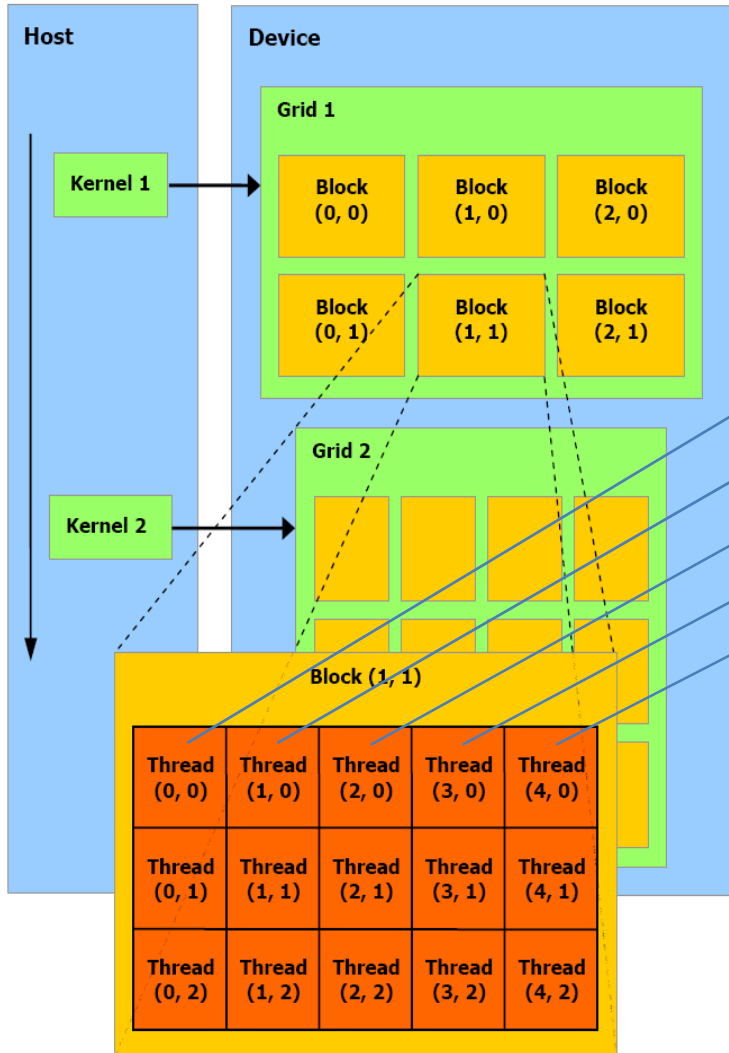 Host
Device
Grid 1
Kernel 1
Block
(0, 0)
Block
(1, 0)
Block
(2, 0)
Block
(0, 1)
Block
(1, 1)
Block
(2, 1)
Grid 2
Kernel 2
Block (1, 1)
Thread
(0, 0)
Thread
(1, 0)
Thread
(2, 0)
Thread
(3, 0)
Thread
(4, 0)
Thread
(0, 1)
Thread
(1, 1)
Thread
(2, 1)
Thread
(3, 1)
Thread
(4, 1)
Thread
(0, 2)
Thread
(1, 2)
Thread
(2, 2)
Thread
(3, 2)
Thread
(4, 2)